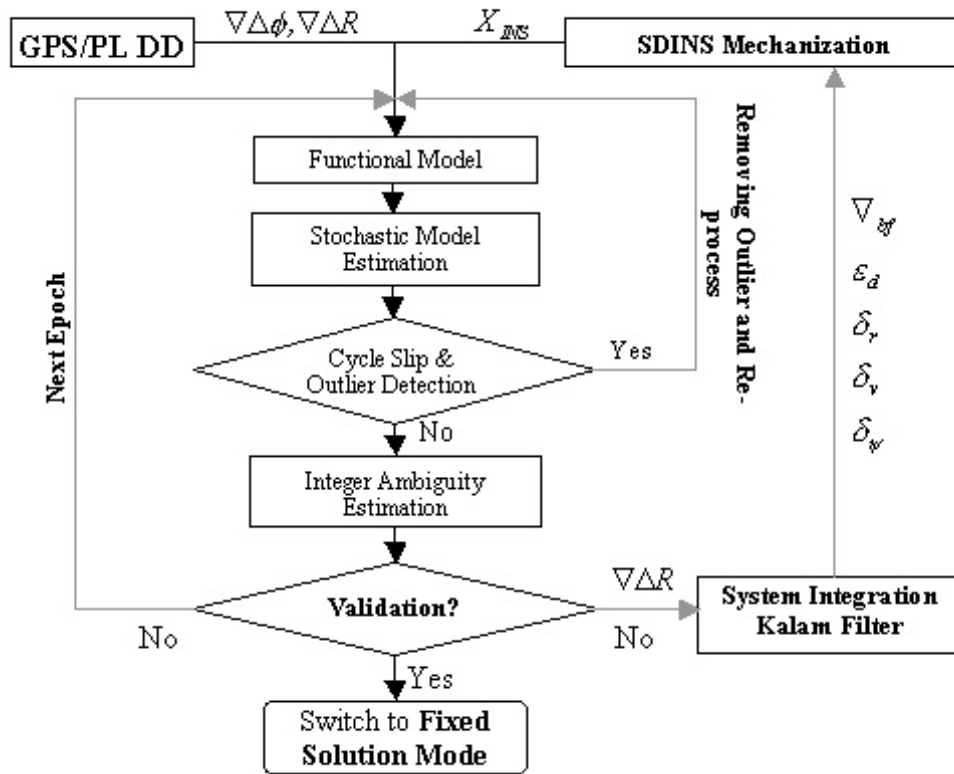 GPS/PL DD
∇Δϕ, ∇ΔR
X_INS
SDINS Mechanization
Functional Model
Stochastic Model
Estimation
Cycle Slip &
Outlier Detection
Yes
Removing Outlier and Re-
process
Next Epoch
No
Integer Ambiguity
Estimation
Validation?
No
∇ΔR
No
System Integration
Kalam Filter
∇_bf
ε_d
δ_r
δ_v
δ_ψ
Yes
Switch to Fixed
Solution Mode